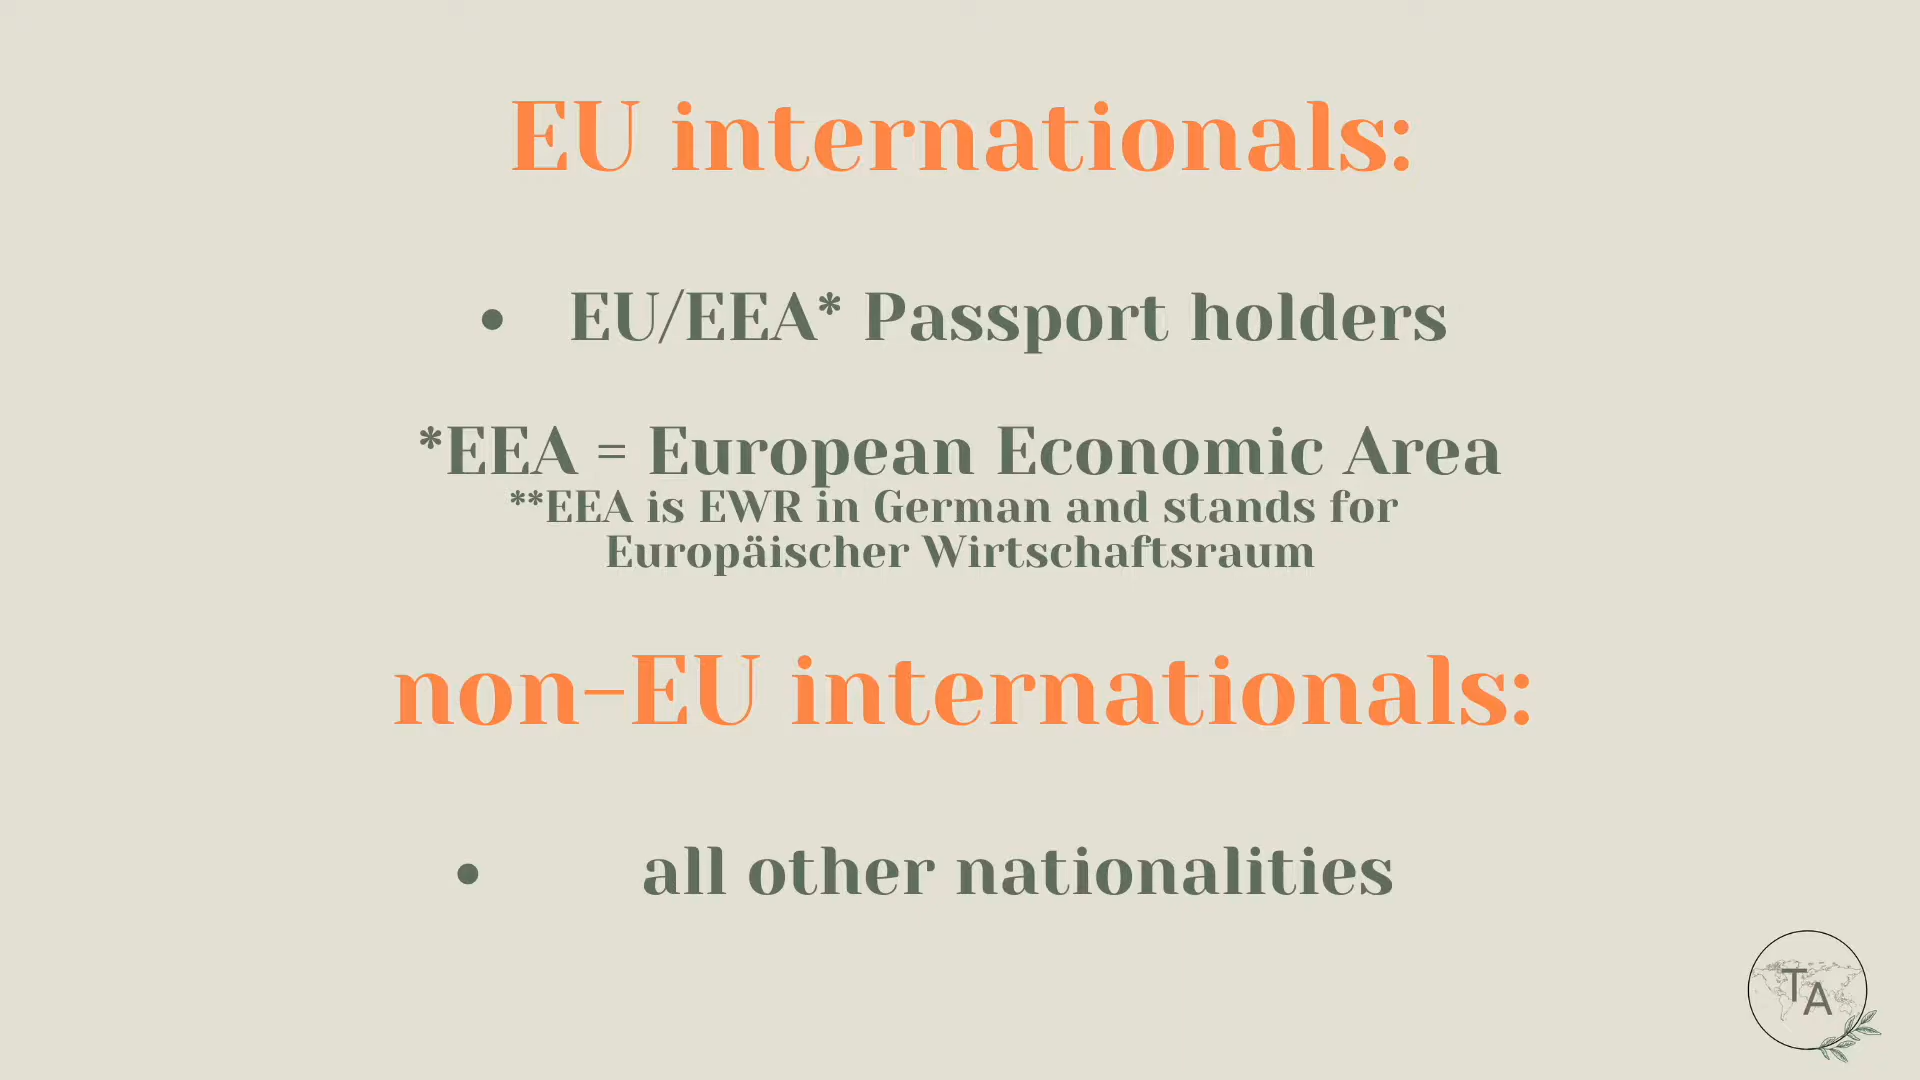 EU internationals:
• EU/EEA* Passport holders
*EEA = European Economic Area
**EEA is EWR in German and stands for
Europäischer Wirtschaftsraum
non-EU internationals:
• all other nationalities
TA